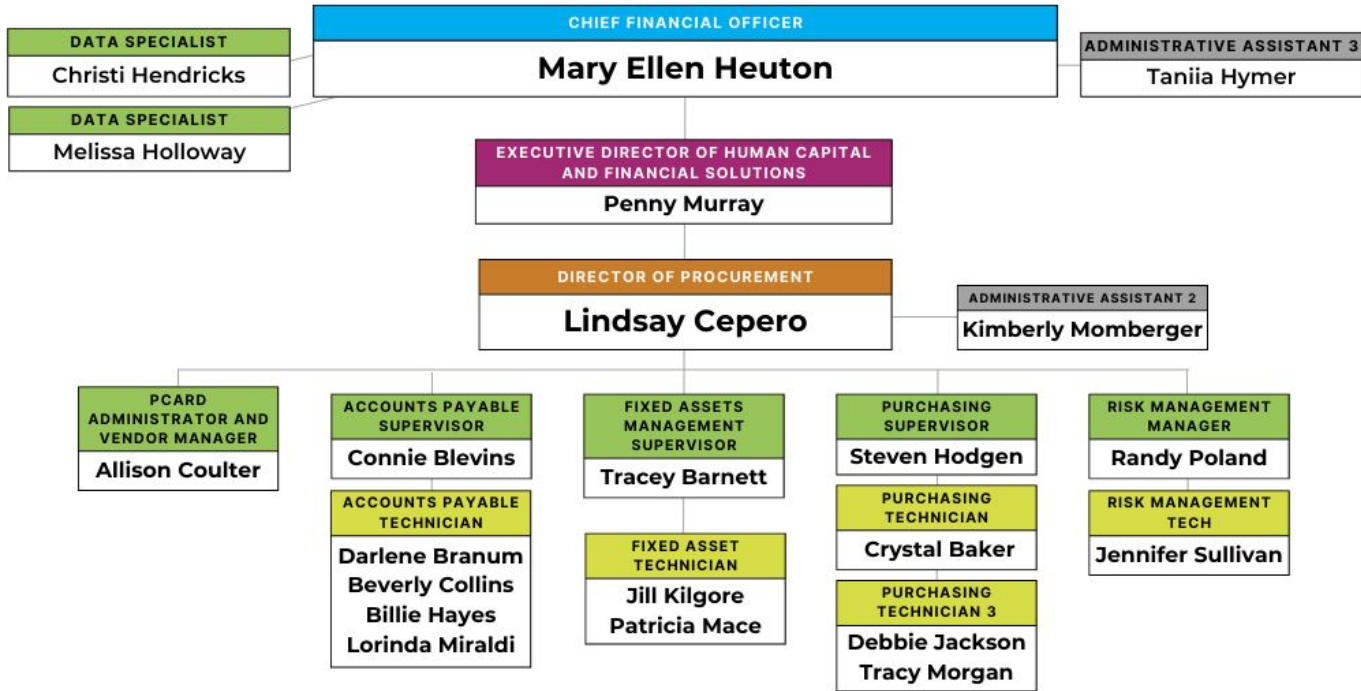 CHIEF FINANCIAL OFFICER
Mary Ellen Heuton
DATA SPECIALIST
Christi Hendricks
DATA SPECIALIST
Melissa Holloway
ADMINISTRATIVE ASSISTANT 3
Taniia Hymer
EXECUTIVE DIRECTOR OF HUMAN CAPITAL
AND FINANCIAL SOLUTIONS
Penny Murray
DIRECTOR OF PROCUREMENT
Lindsay Cepero
ADMINISTRATIVE ASSISTANT 2
Kimberly Momberger
PCARD
ADMINISTRATOR AND
VENDOR MANAGER
Allison Coulter
ACCOUNTS PAYABLE
SUPERVISOR
Connie Blevins
ACCOUNTS PAYABLE
TECHNICIAN
Darlene Branum
Beverly Collins
Billie Hayes
Lorinda Miraldi
FIXED ASSETS
MANAGEMENT
SUPERVISOR
Tracey Barnett
FIXED ASSET
TECHNICIAN
Jill Kilgore
Patricia Mace
PURCHASING
SUPERVISOR
Steven Hodgen
PURCHASING
TECHNICIAN
Crystal Baker
PURCHASING
TECHNICIAN 3
Debbie Jackson
Tracy Morgan
RISK MANAGEMENT
MANAGER
Randy Poland
RISK MANAGEMENT
TECH
Jennifer Sullivan